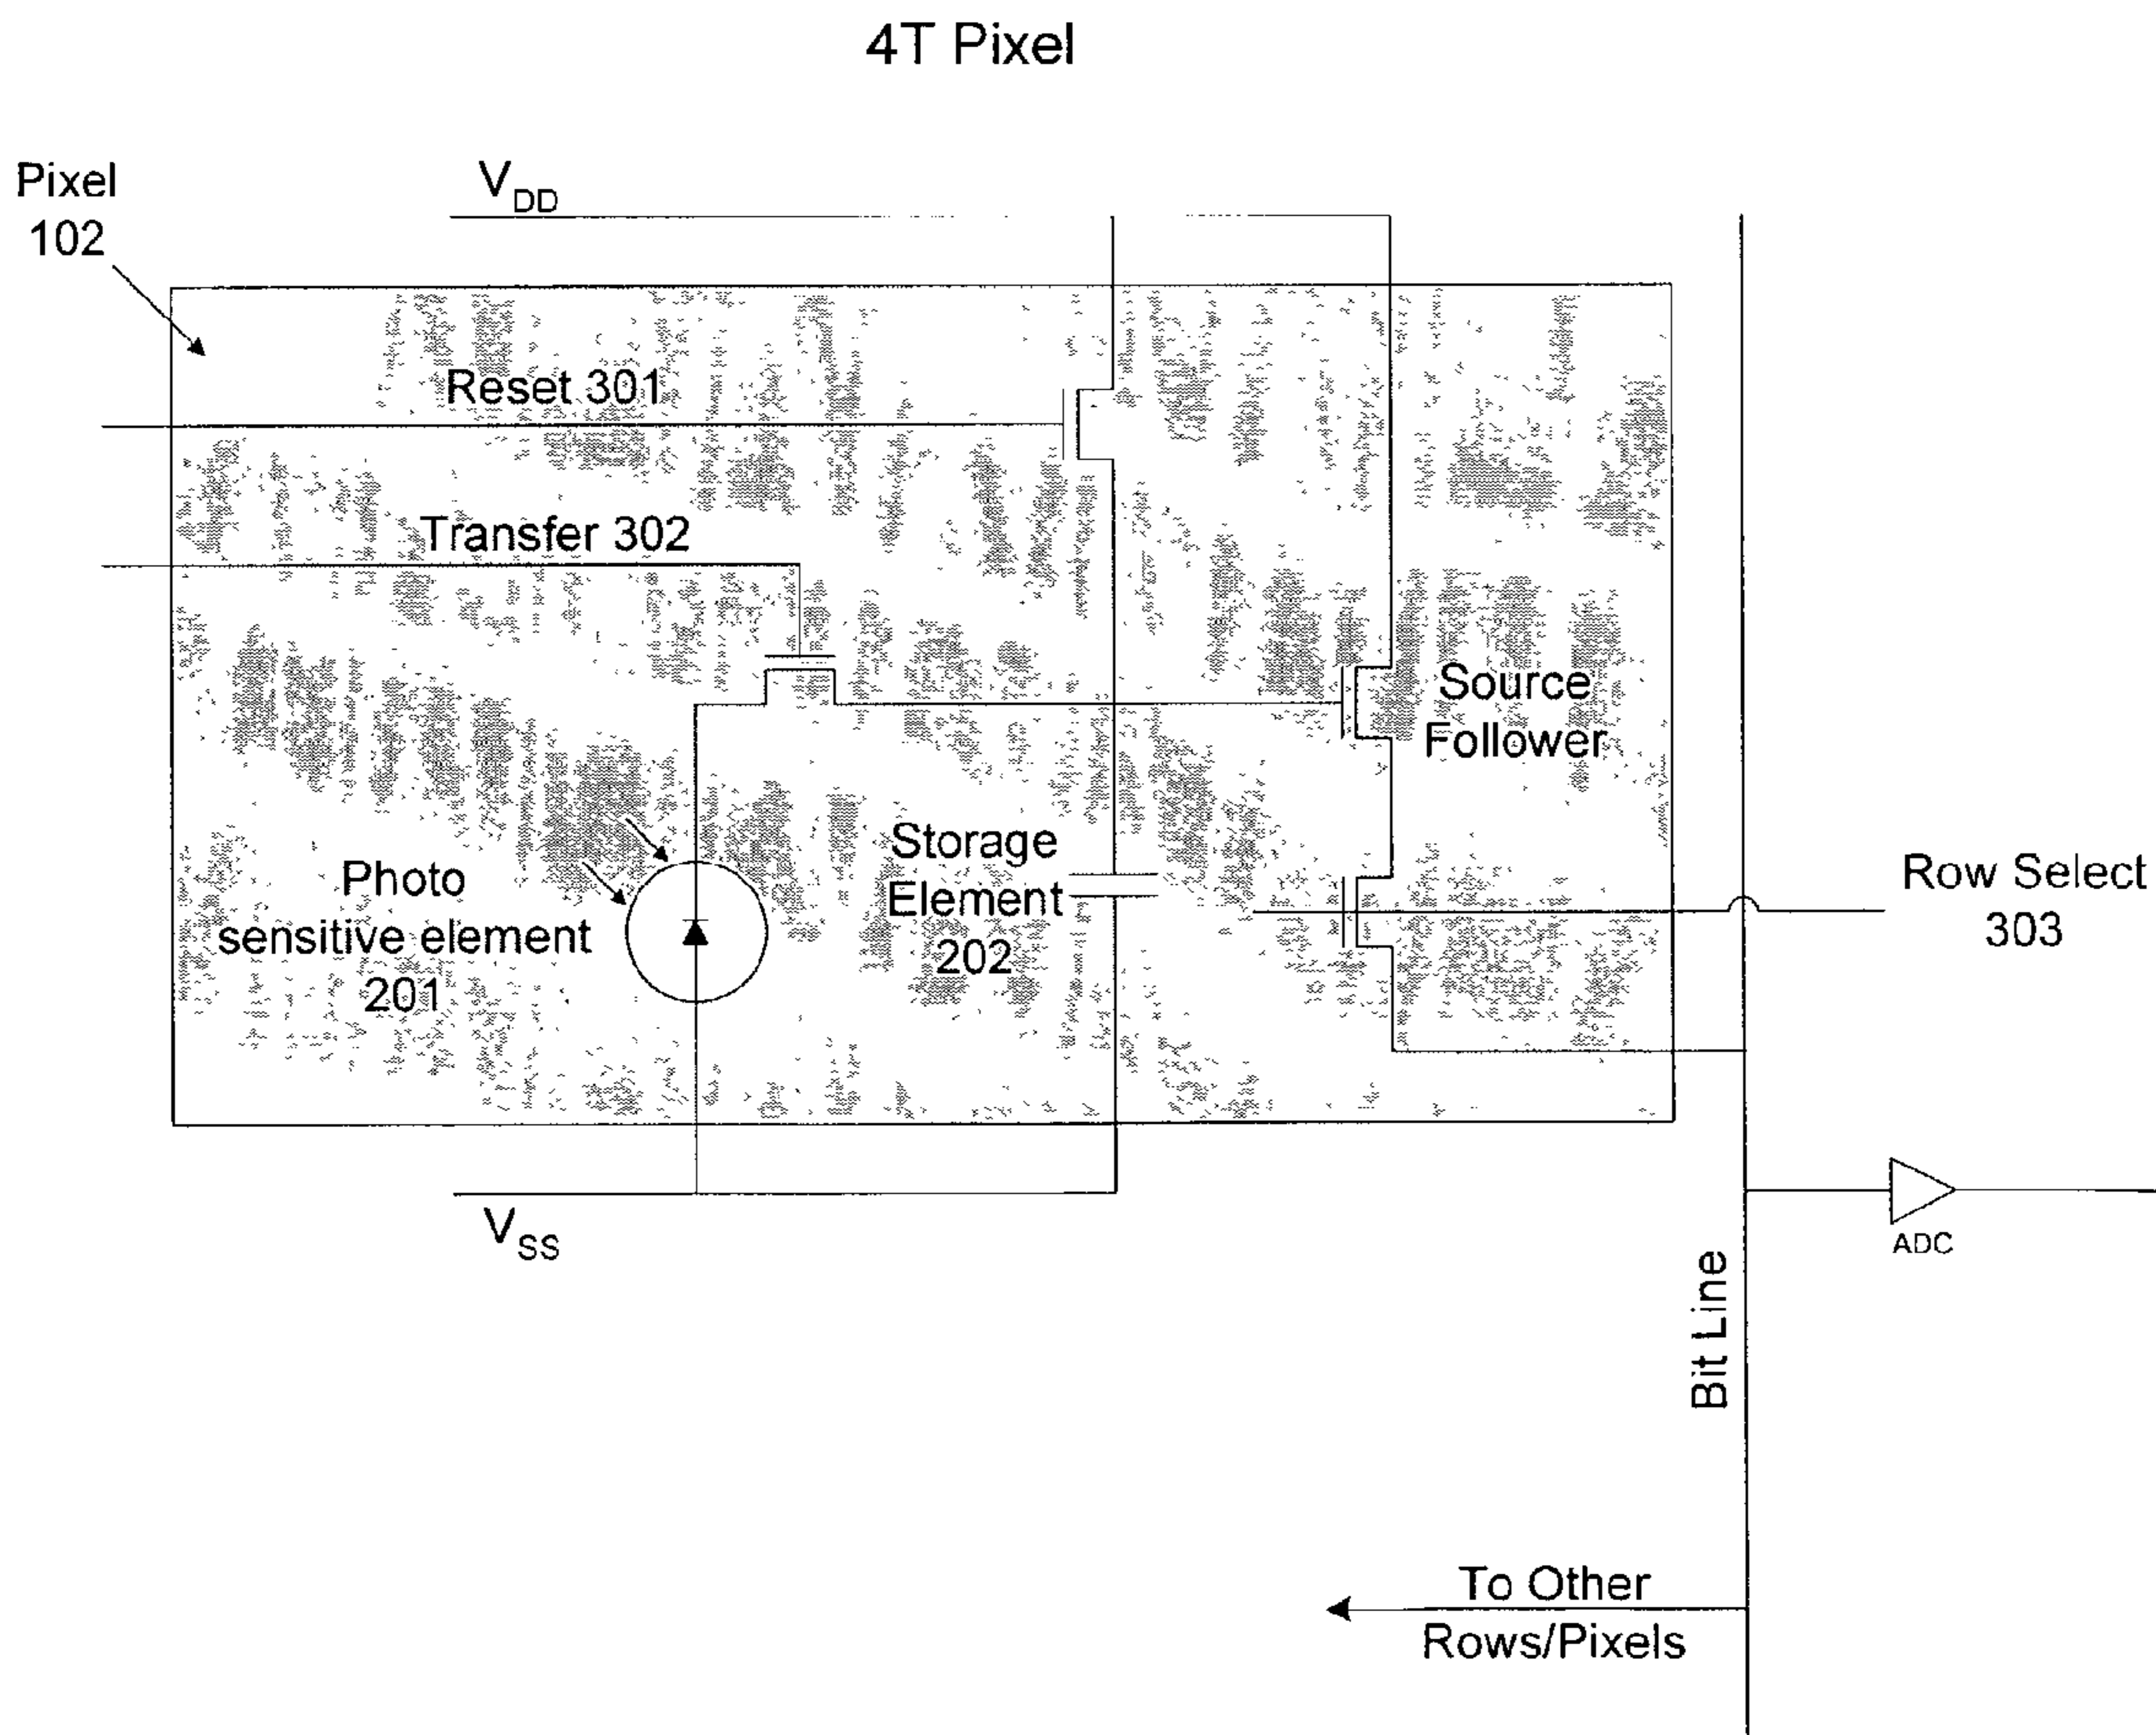 4T Pixel
Pixel
102
VDD
Reset 301
Transfer 302
Source
Follower
Storage
Element
202
Photo
sensitive element
201
Row Select
303
VSS
ADC
Bit Line
To Other
Rows/Pixels